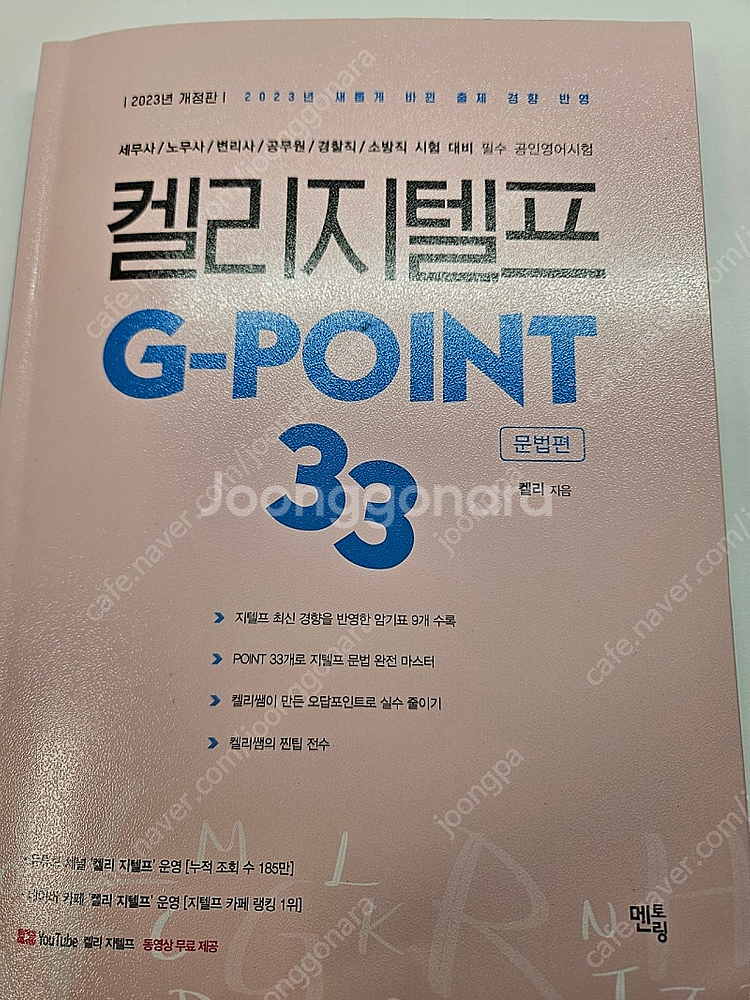 | 2023년 개정판 | 2023년 새롭게 바뀐 출제 경향 반영
세무사/노무사/변리사/공무원/경찰직/소방직 시험 대비 필수 공인영어시험
켈리지텔프
G-POINT
33
문법편
켈리 지음
Joonggonara
지텔프 최신 경향을 반영한 암기표 9개 수록
POINT 33개로 지텔프 문법 완전 마스터
켈리쌤이 만든 오답포인트로 실수 줄이기
켈리쌤의 찐팁 전수
· 유튜브 채널 '켈리 지텔프' 운영 [누적 조회 수 185만]
· 네이버 카페 '켈리 지텔프' 운영 [지텔프 카페 랭킹 1위]
YouTube 켈리 지텔프 동영상 무료 제공
멘토링